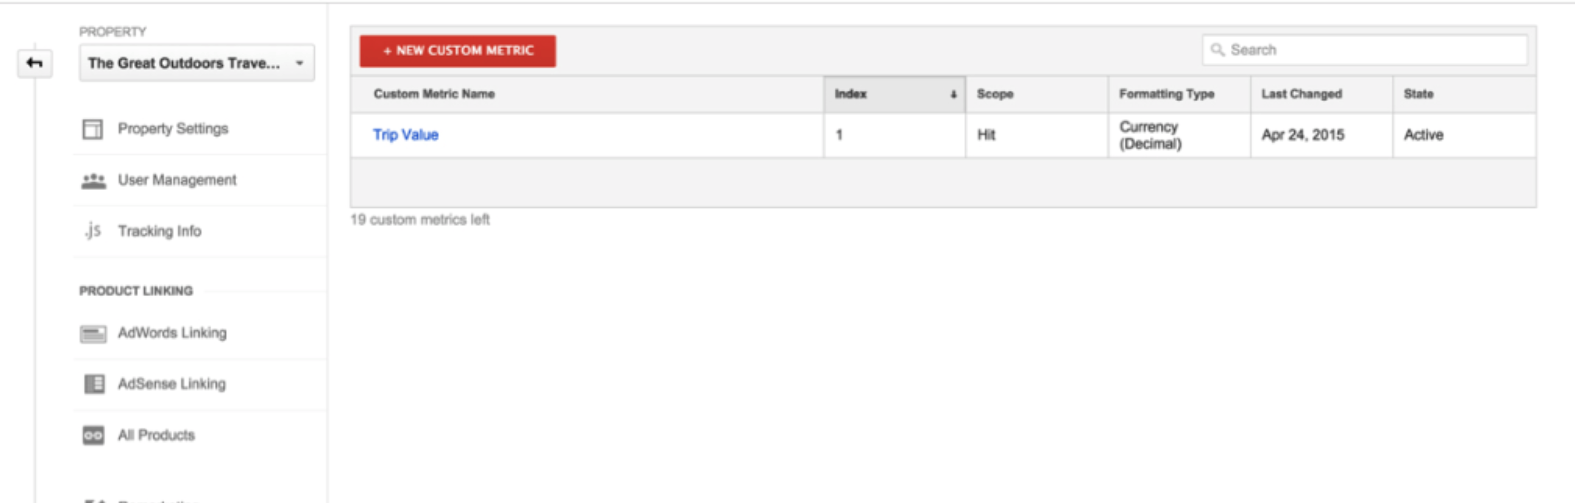 PROPERTY
The Great Outdoors Trave...
Property Settings
User Management
.js Tracking Info
PRODUCT LINKING
AdWords Linking
AdSense Linking
All Products
+ NEW CUSTOM METRIC
Search
Custom Metric Name Index Scope Formatting Type Last Changed State
Trip Value 1 Hit Currency (Decimal) Apr 24, 2015 Active
19 custom metrics left